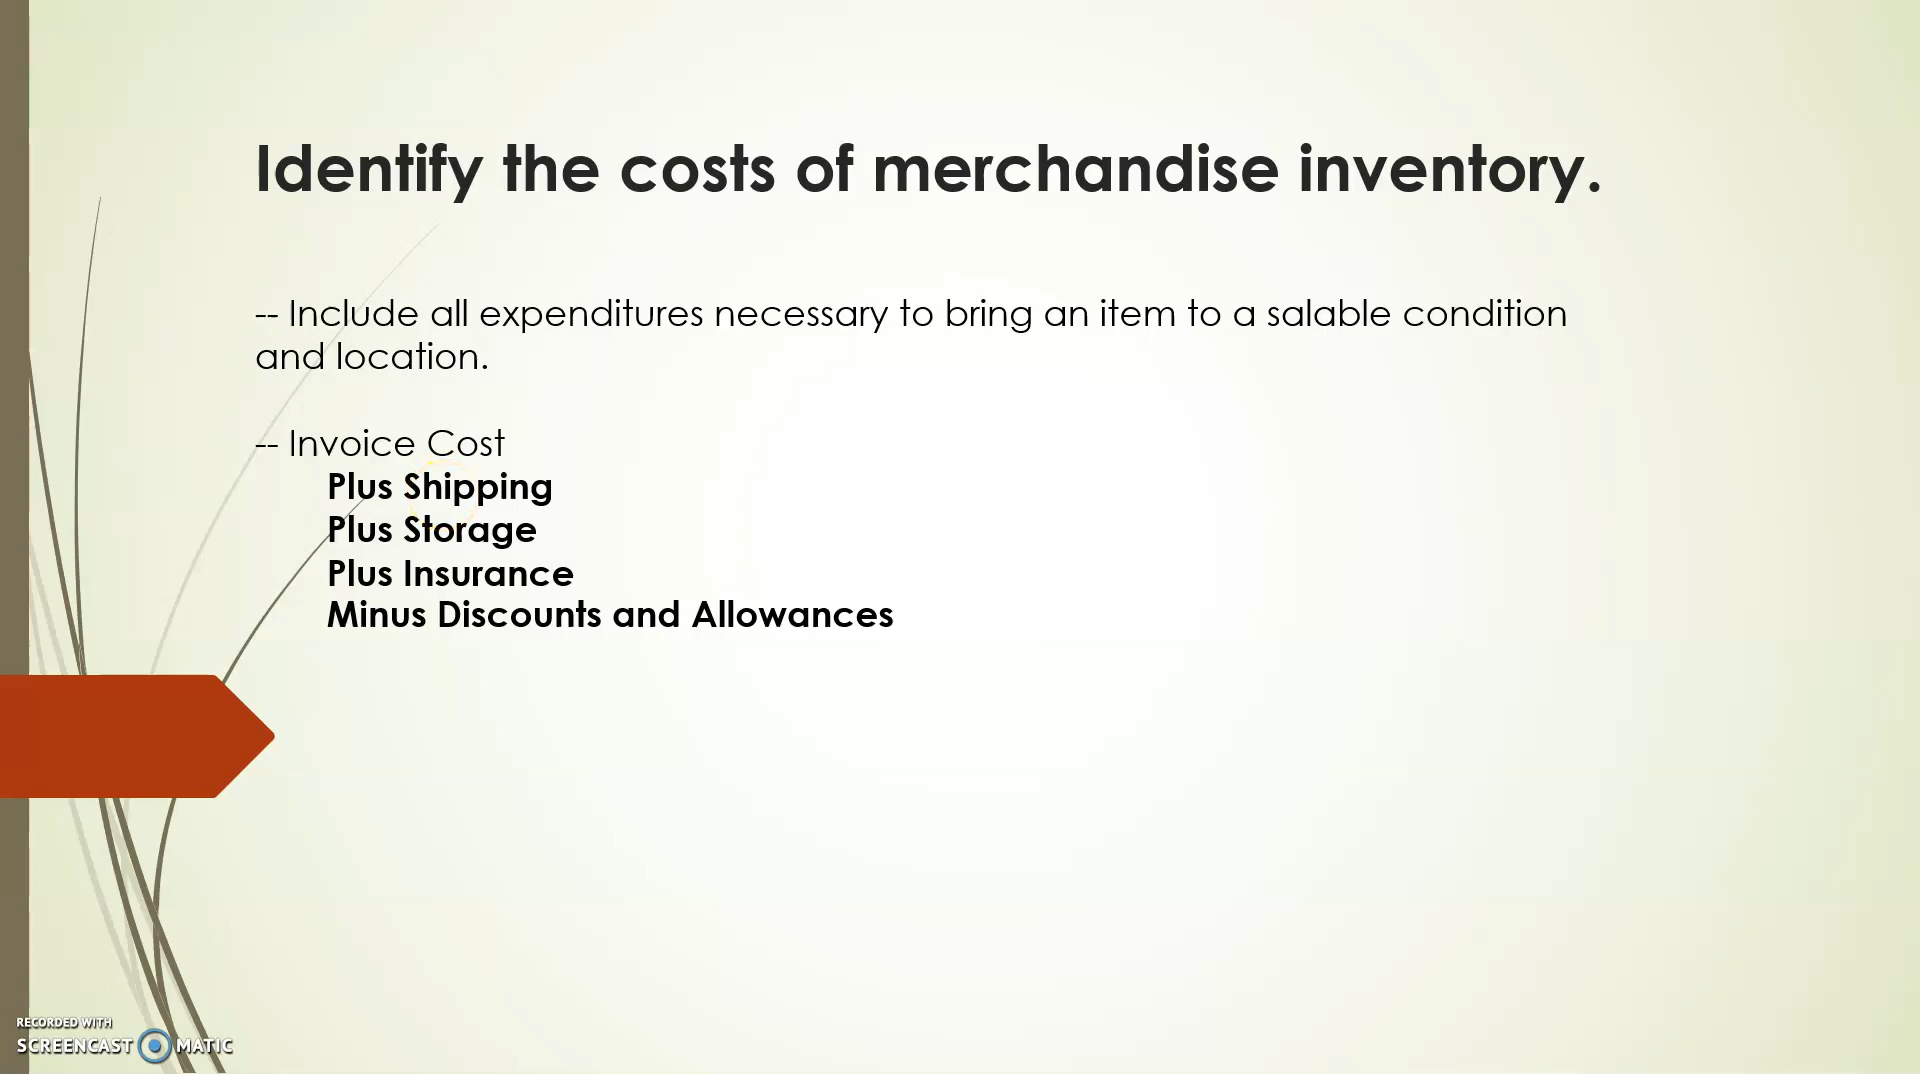 Identify the costs of merchandise inventory.
-- Include all expenditures necessary to bring an item to a salable condition
and location.
-- Invoice Cost
Plus Shipping
Plus Storage
Plus Insurance
Minus Discounts and Allowances
RECORDED WITH
SCREENCAST MATIC